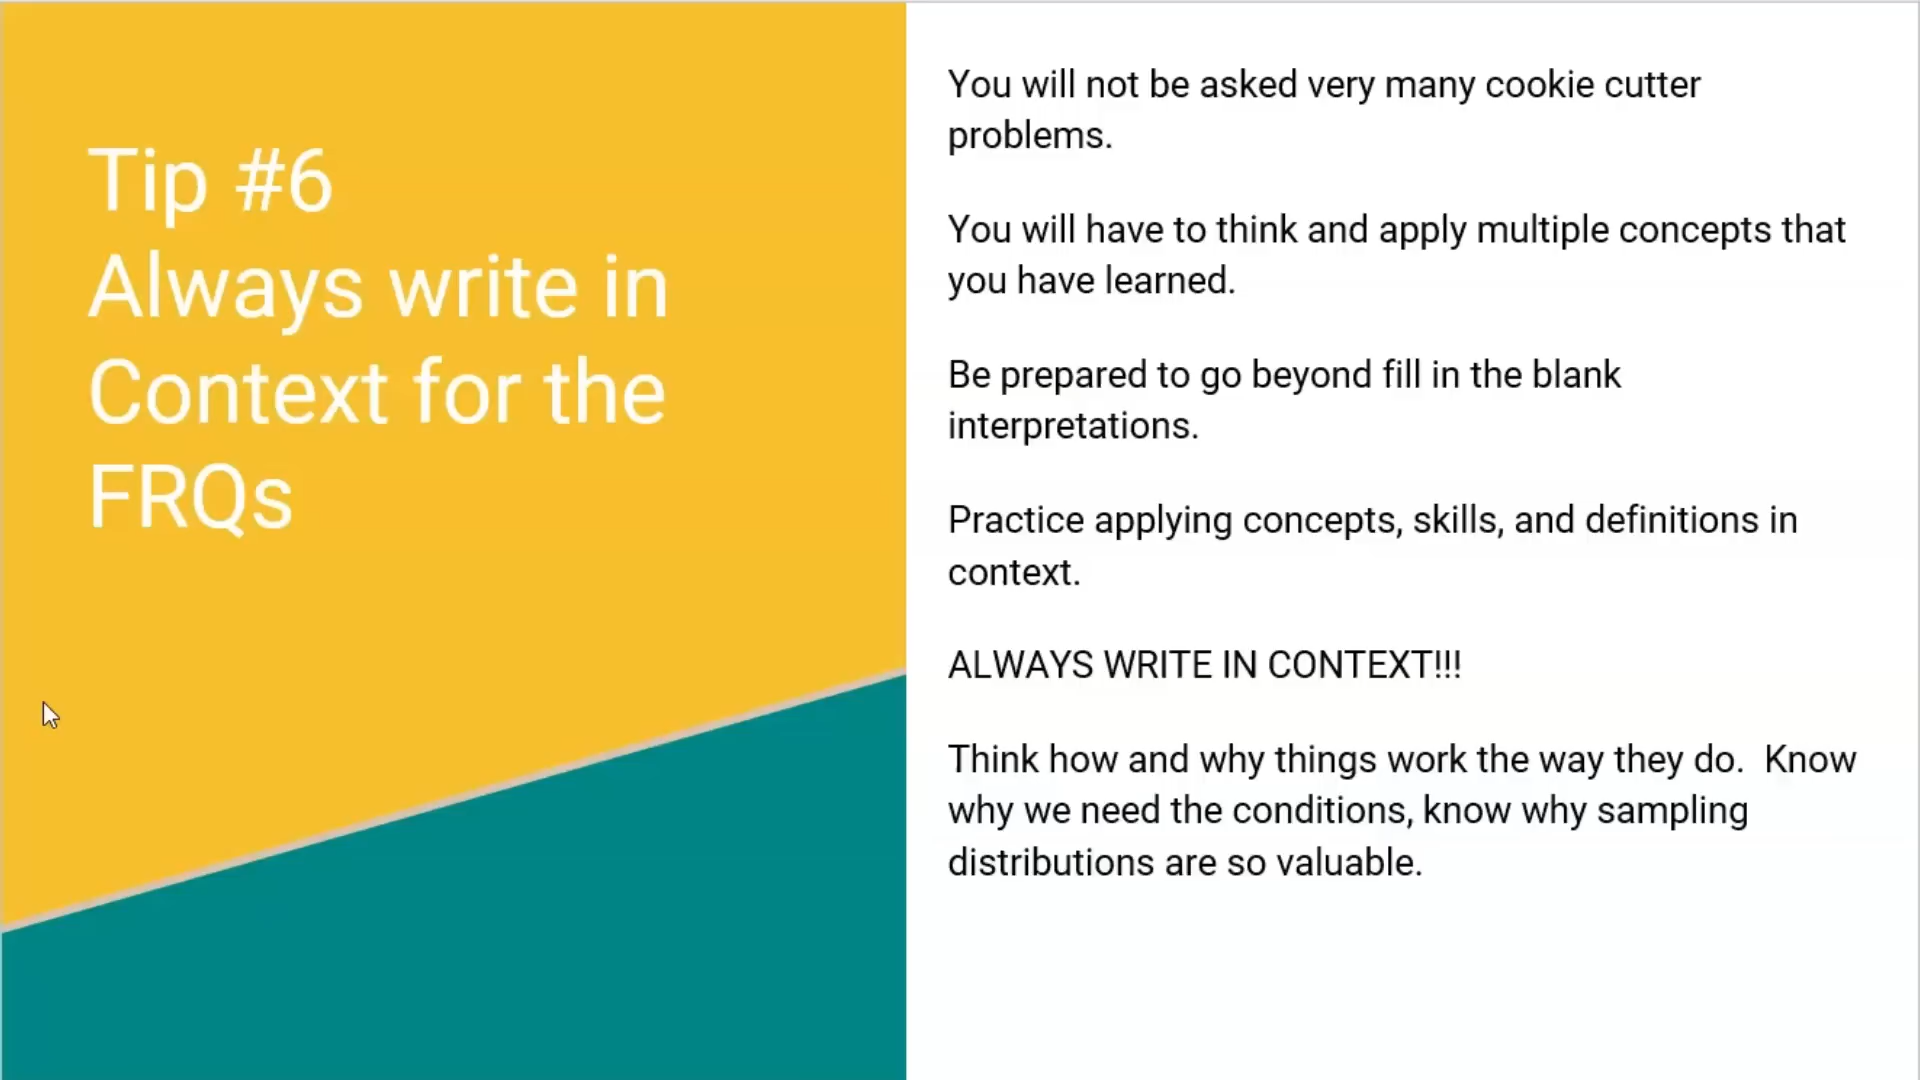 Tip #6
Always write in
Context for the
FRQs
You will not be asked very many cookie cutter
problems.
You will have to think and apply multiple concepts that
you have learned.
Be prepared to go beyond fill in the blank
interpretations.
Practice applying concepts, skills, and definitions in
context.
ALWAYS WRITE IN CONTEXT!!!
Think how and why things work the way they do.  Know
why we need the conditions, know why sampling
distributions are so valuable.